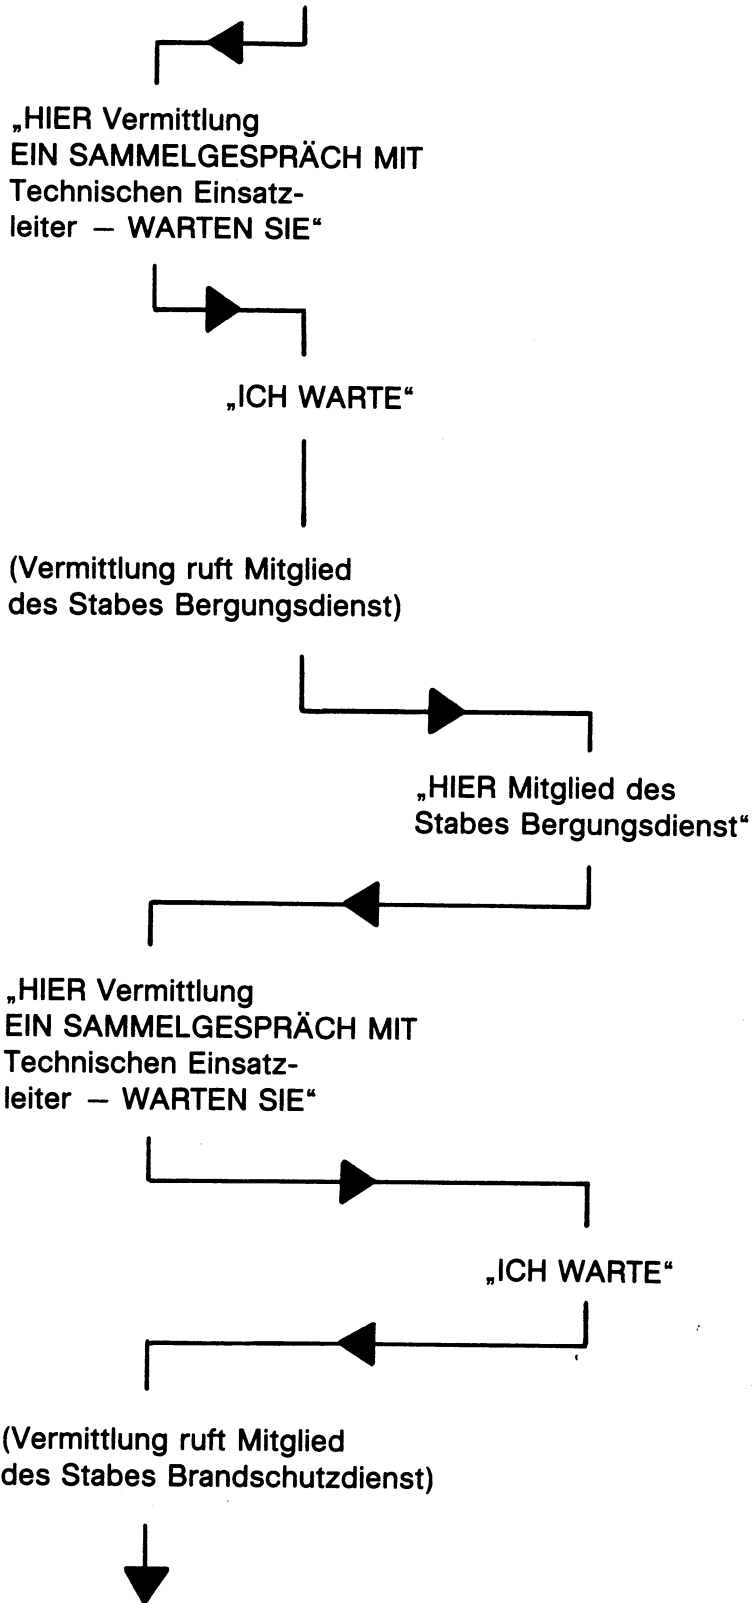 „HIER Vermittlung
EIN SAMMELGESPRÄCH MIT
Technischen Einsatz-
leiter — WARTEN SIE“
„ICH WARTE“
(Vermittlung ruft Mitglied
des Stabes Bergungsdienst)
„HIER Mitglied des
Stabes Bergungsdienst“
„HIER Vermittlung
EIN SAMMELGESPRÄCH MIT
Technischen Einsatz-
leiter — WARTEN SIE“
„ICH WARTE“
(Vermittlung ruft Mitglied
des Stabes Brandschutzdienst)